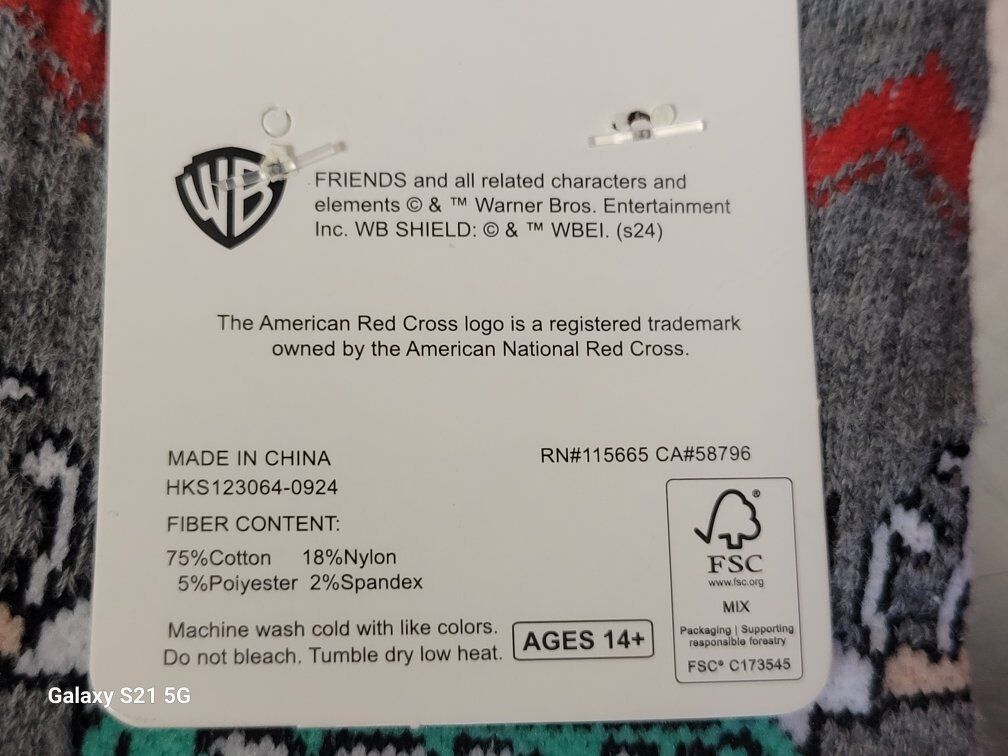 WB
FRIENDS and all related characters and
elements © & ™ Warner Bros. Entertainment
Inc. WB SHIELD: © & ™ WBEI. (s24)
The American Red Cross logo is a registered trademark
owned by the American National Red Cross.
MADE IN CHINA
HKS123064-0924
RN#115665 CA#58796
FIBER CONTENT:
75%Cotton 18%Nylon
5%Poiyester 2%Spandex
Machine wash cold with like colors.
Do not bleach. Tumble dry low heat.
AGES 14+
®
FSC
www.fsc.org
MIX
Packaging | Supporting
responsible forestry
FSC® C173545
Galaxy S21 5G